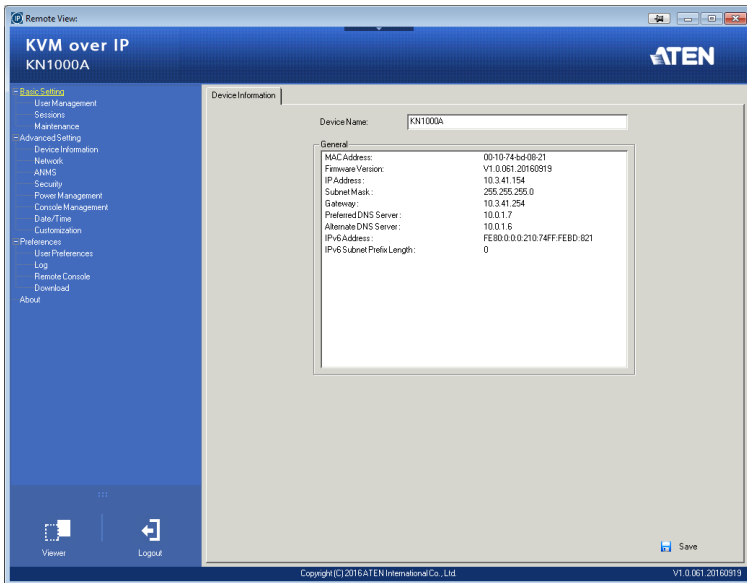 Remote View:
KVM over IP
KN1000A
ATEN
Basic Setting
User Management
Sessions
Maintenance
Advanced Setting
Device Information
Network
ANMS
Security
Power Management
Console Management
Date/Time
Customization
Preferences
User Preferences
Log
Remote Console
Download
About
Viewer
Logout
Device Information
Device Name: KN1000A
General
MAC Address: 00-10-74-bd-08-21
Firmware Version: V1.0.061.20160919
IP Address : 10.3.41.154
Subnet Mask : 255.255.255.0
Gateway : 10.3.41.254
Preferred DNS Server : 10.0.1.7
Alternate DNS Server : 10.0.1.6
IPv6 Address : FE80:0:0:0:210:74FF:FEBD:821
IPv6 Subnet Prefix Length : 0
Save
Copyright (C) 2016 ATEN International Co., Ltd. V1.0.061.20160919